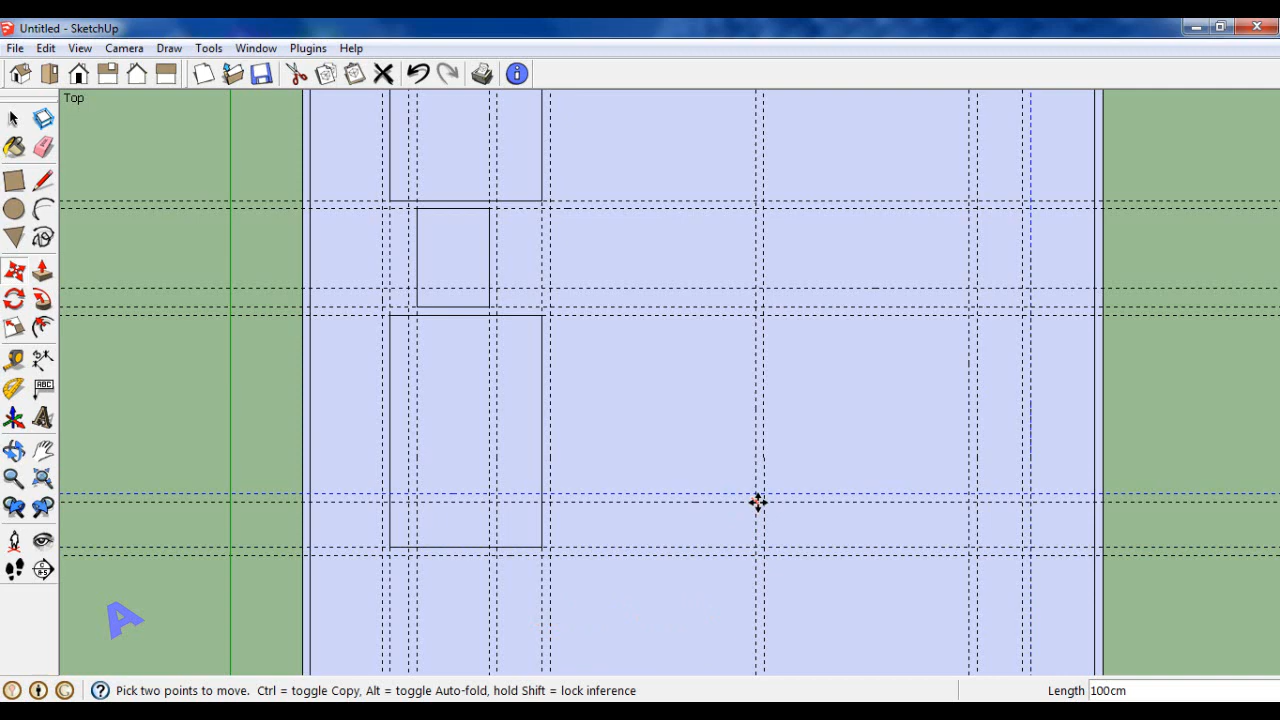 Untitled - SketchUp
File Edit View Camera Draw Tools Window Plugins Help
Top
ABC
A
Pick two points to move. Ctrl = toggle Copy, Alt = toggle Auto-fold, hold Shift = lock inference
Length 100cm